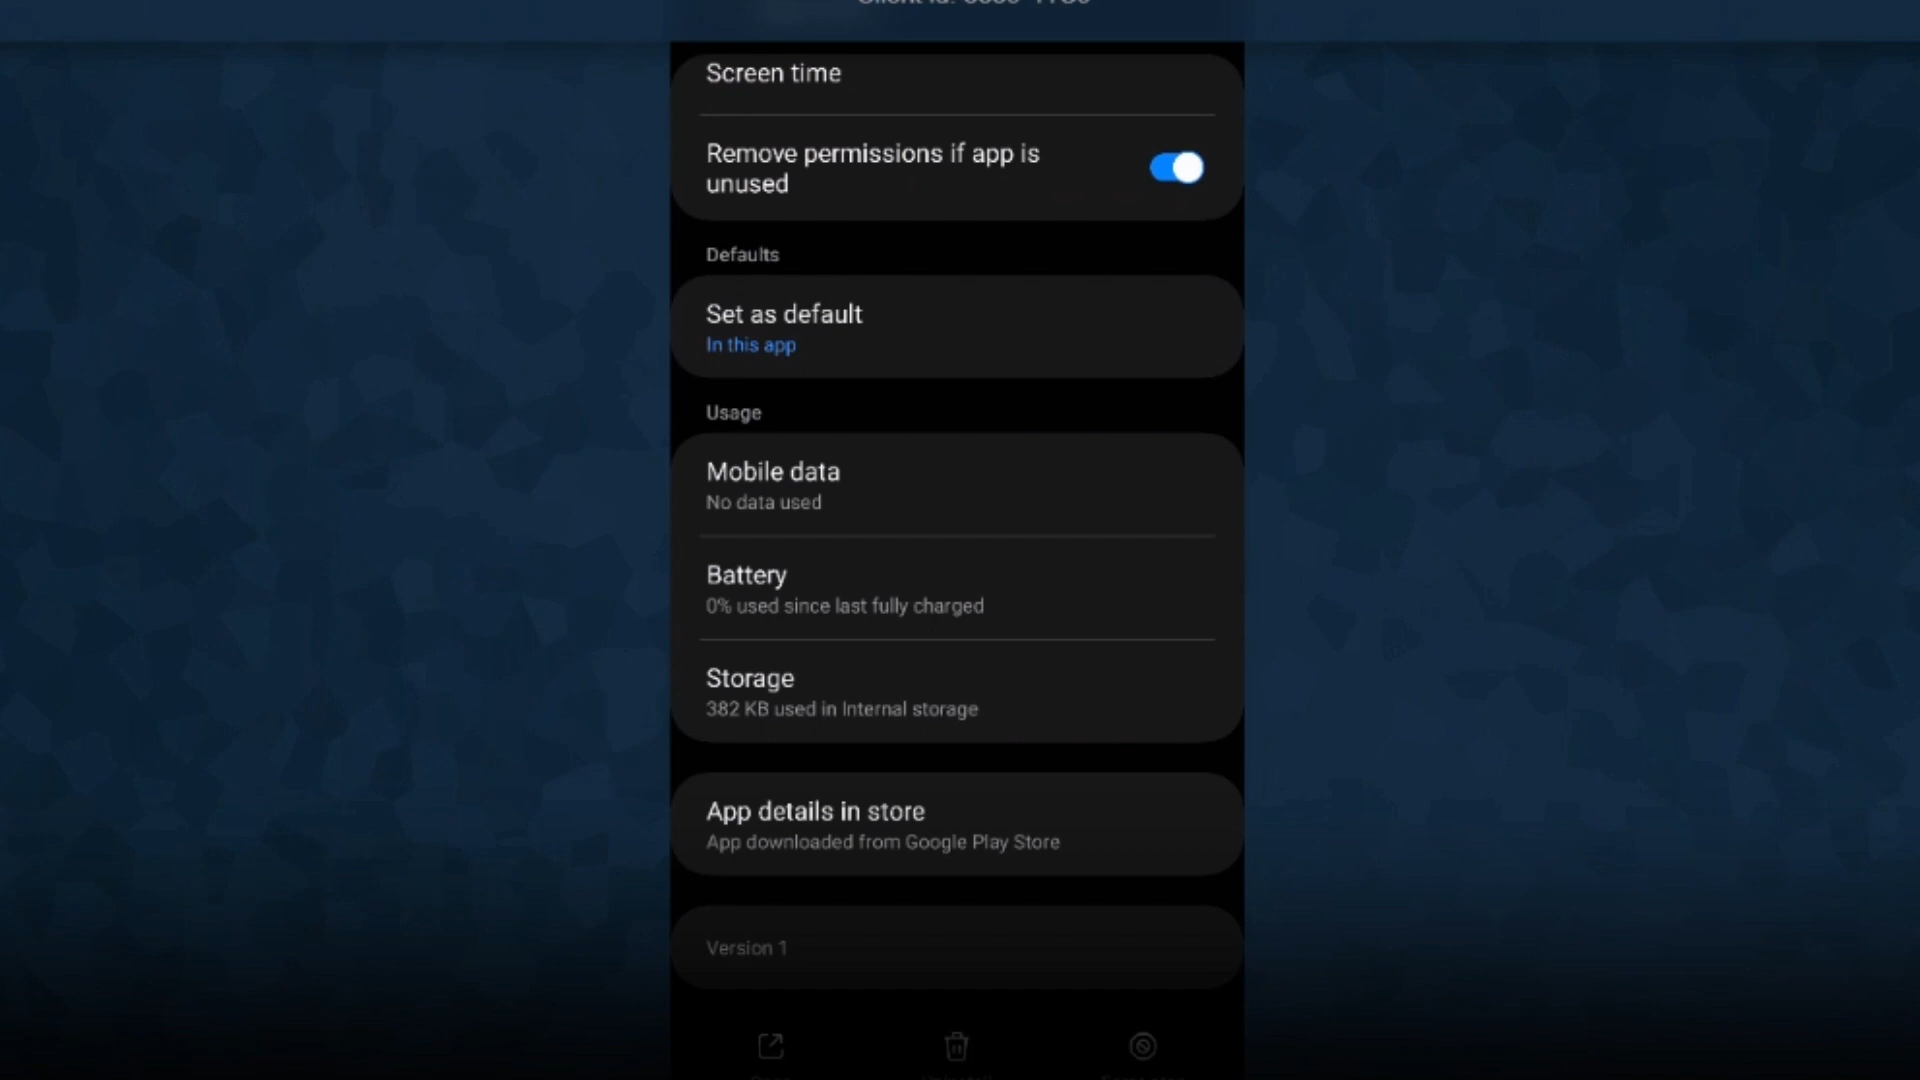 Screen time
Remove permissions if app is
unused
Defaults
Set as default
In this app
Usage
Mobile data
No data used
Battery
0% used since last fully charged
Storage
382 KB used in Internal storage
App details in store
App downloaded from Google Play Store
Version 1